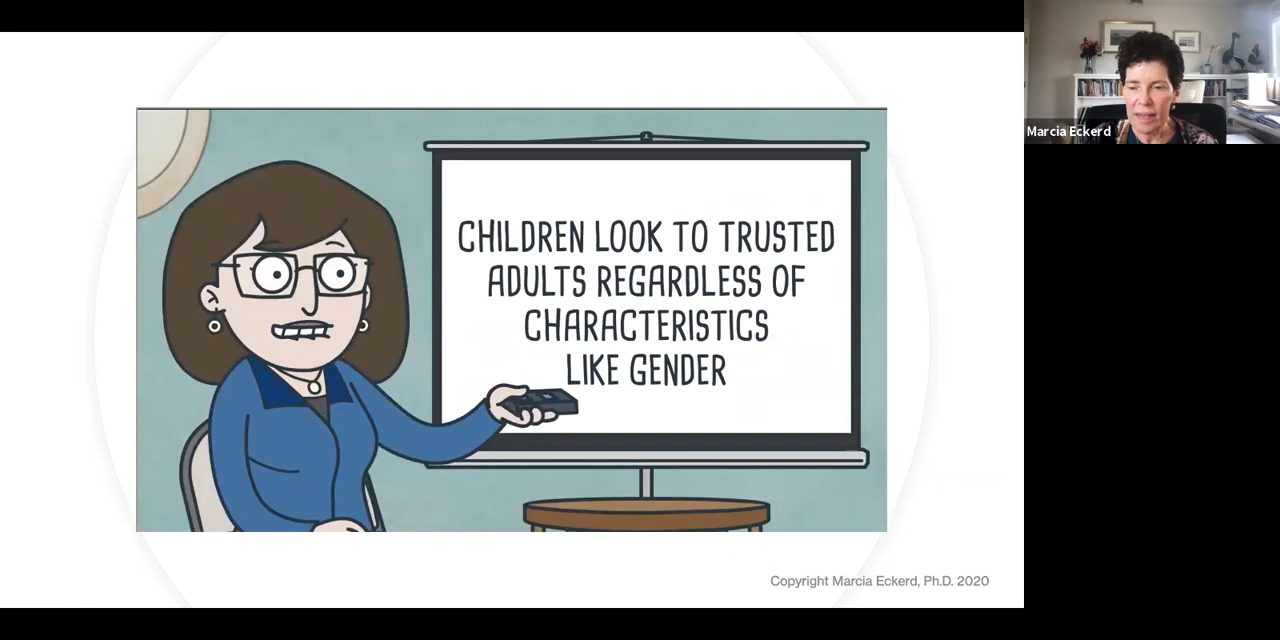 Marcia Eckerd
CHILDREN LOOK TO TRUSTED
ADULTS REGARDLESS OF
CHARACTERISTICS
LIKE GENDER
Copyright Marcia Eckerd, Ph.D. 2020